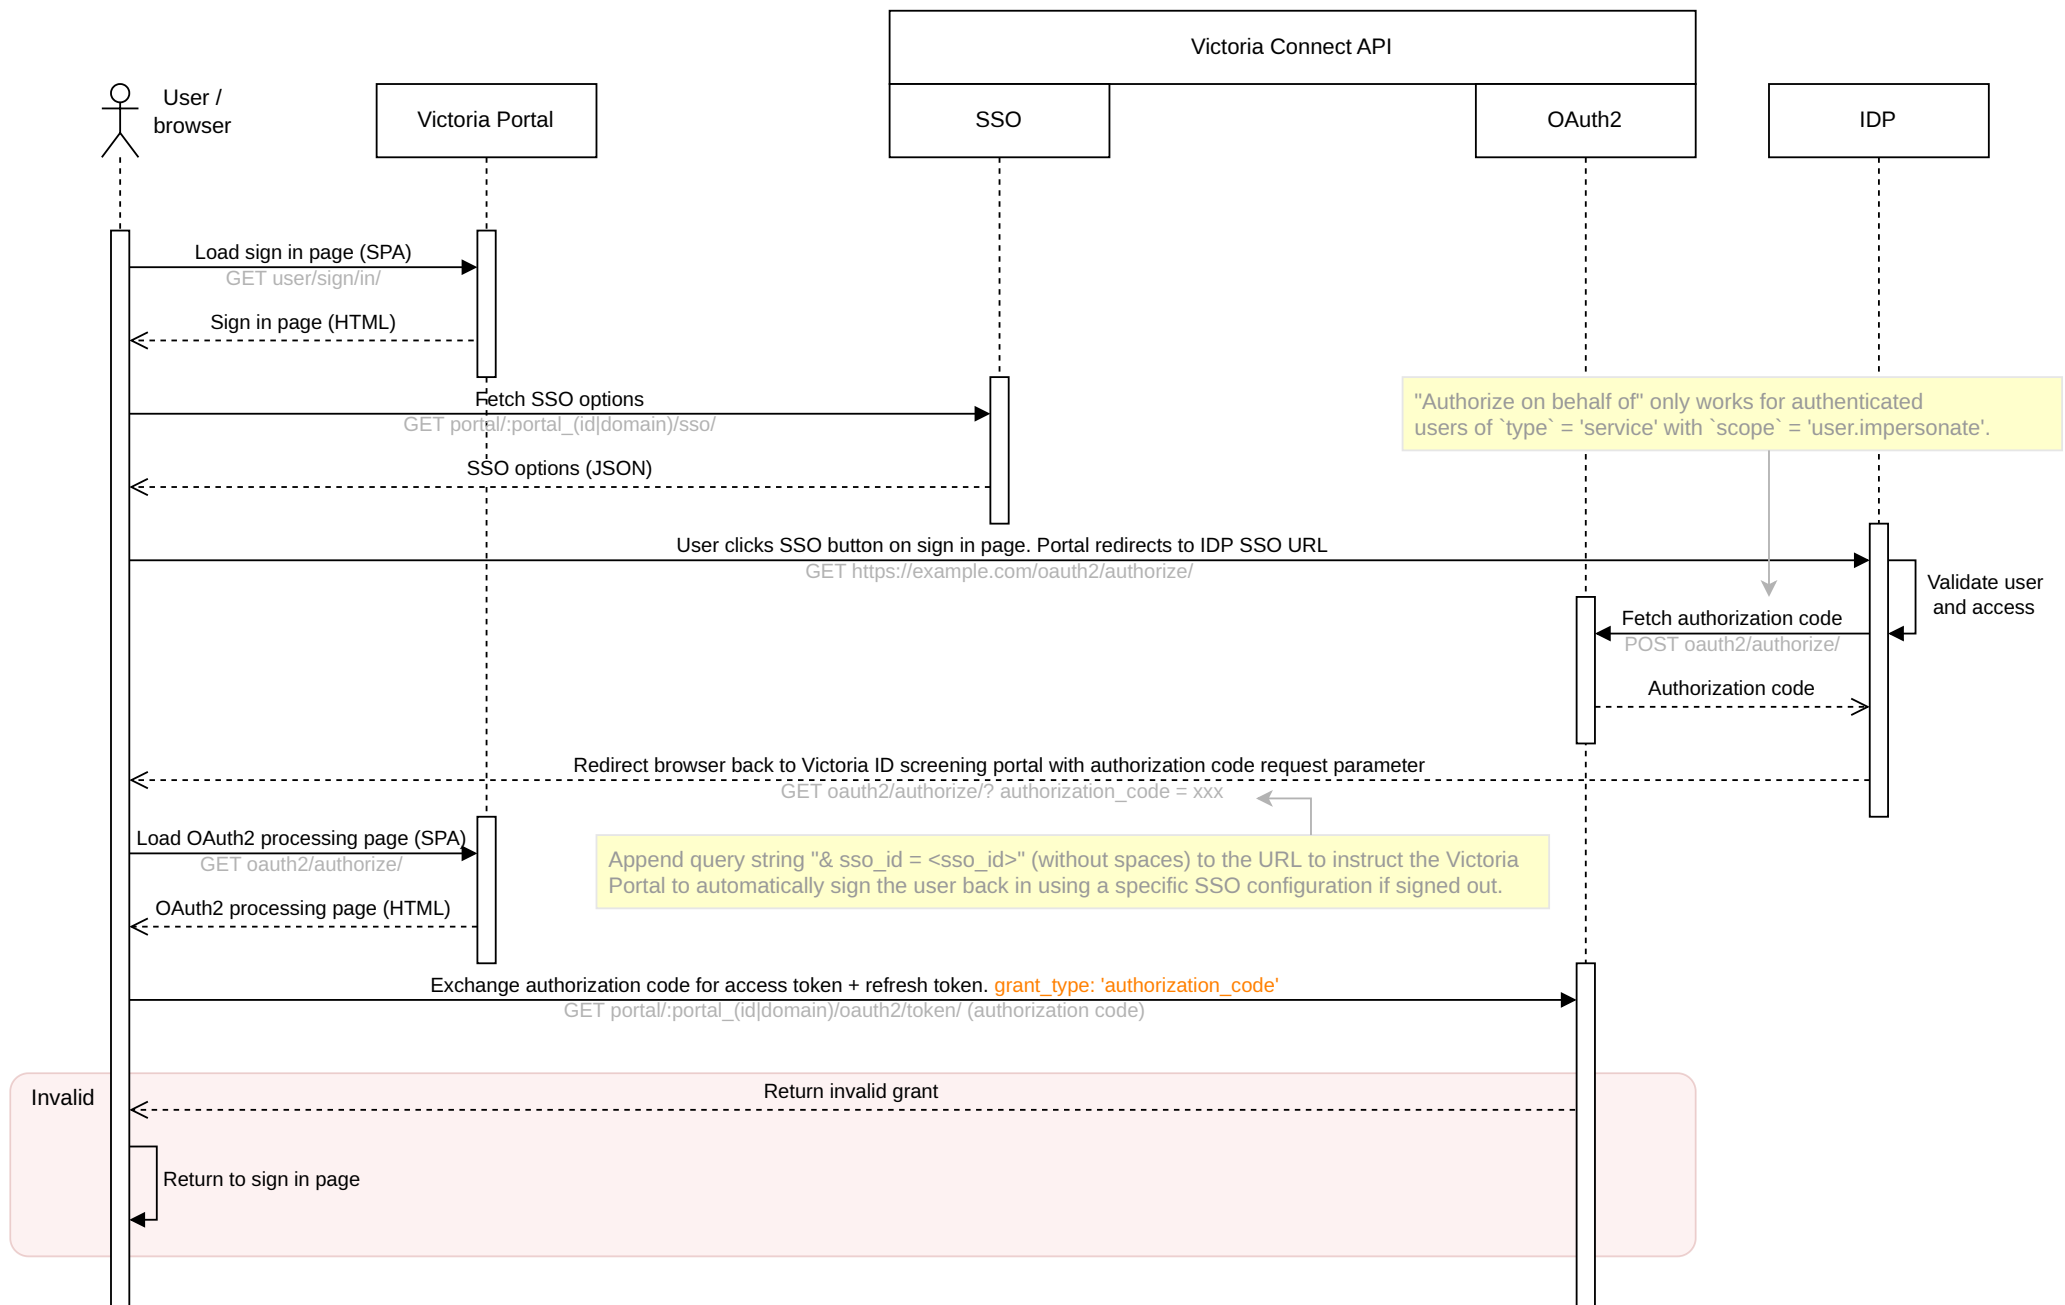 Victoria Connect API
User /
browser
Victoria Portal
SSO
OAuth2
IDP
Load sign in page (SPA)
GET user/sign/in/
Sign in page (HTML)
Fetch SSO options
GET portal/:portal_(id|domain)/sso/
"Authorize on behalf of" only works for authenticated
users of `type` = 'service' with `scope` = 'user.impersonate'.
SSO options (JSON)
User clicks SSO button on sign in page. Portal redirects to IDP SSO URL
GET https://example.com/oauth2/authorize/
Validate user
and access
Fetch authorization code
POST oauth2/authorize/
Authorization code
Redirect browser back to Victoria ID screening portal with authorization code request parameter
GET oauth2/authorize/? authorization_code = xxx
Load OAuth2 processing page (SPA)
GET oauth2/authorize/
Append query string "& sso_id = <sso_id>" (without spaces) to the URL to instruct the Victoria
Portal to automatically sign the user back in using a specific SSO configuration if signed out.
OAuth2 processing page (HTML)
Exchange authorization code for access token + refresh token. grant_type: 'authorization_code'
GET portal/:portal_(id|domain)/oauth2/token/ (authorization code)
Invalid
Return invalid grant
Return to sign in page